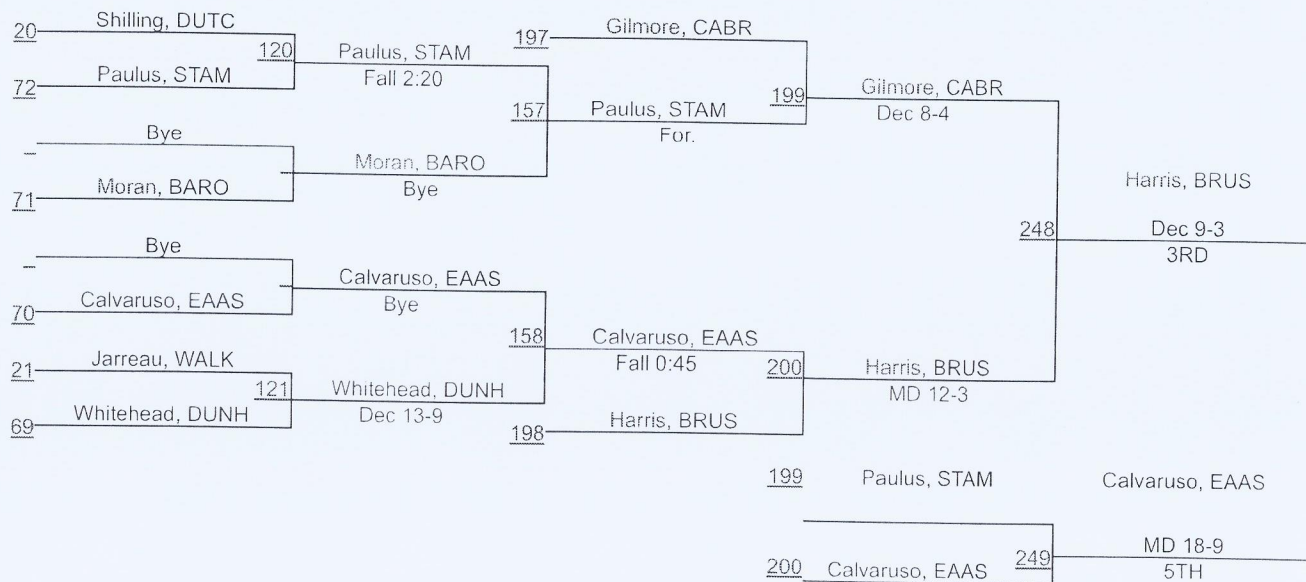 Shilling, DUTC
20
120
Paulus, STAM
Fall 2:20
Paulus, STAM
72
197
Gilmore, CABR
157
Paulus, STAM
For.
199
Gilmore, CABR
Dec 8-4
Bye
Moran, BARO
Bye
Moran, BARO
71
Harris, BRUS
248
Dec 9-3
3RD
Bye
Calvaruso, EAAS
Bye
Calvaruso, EAAS
70
158
Calvaruso, EAAS
Fall 0:45
200
Harris, BRUS
MD 12-3
Jarreau, WALK
21
121
Whitehead, DUNH
Dec 13-9
Whitehead, DUNH
69
198
Harris, BRUS
199
Paulus, STAM
Calvaruso, EAAS
249
MD 18-9
5TH
200
Calvaruso, EAAS